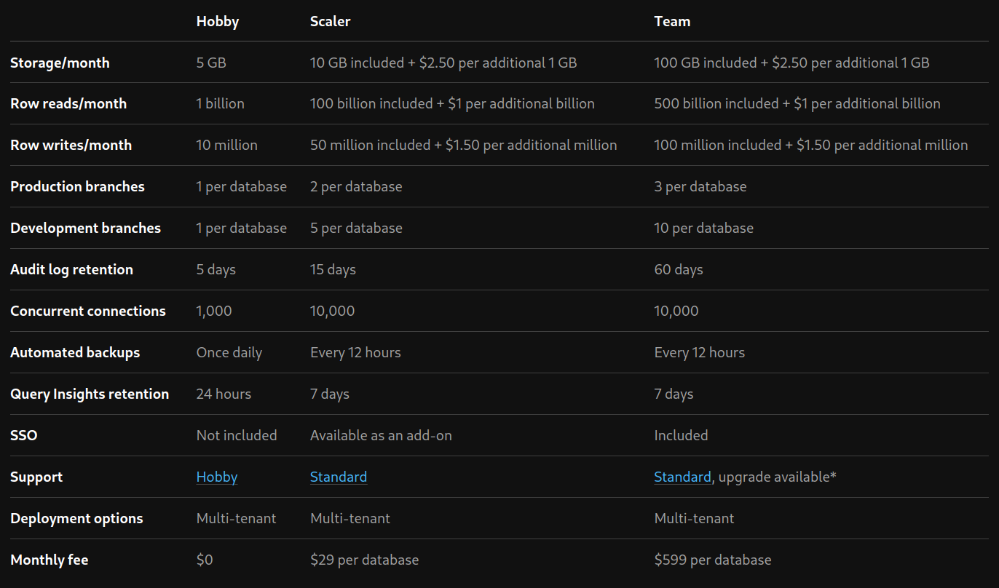 Hobby Scaler Team
Storage/month 5 GB 10 GB included + $2.50 per additional 1 GB 100 GB included + $2.50 per additional 1 GB
Row reads/month 1 billion 100 billion included + $1 per additional billion 500 billion included + $1 per additional billion
Row writes/month 10 million 50 million included + $1.50 per additional million 100 million included + $1.50 per additional million
Production branches 1 per database 2 per database 3 per database
Development branches 1 per database 5 per database 10 per database
Audit log retention 5 days 15 days 60 days
Concurrent connections 1,000 10,000 10,000
Automated backups Once daily Every 12 hours Every 12 hours
Query Insights retention 24 hours 7 days 7 days
SSO Not included Available as an add-on Included
Support Hobby Standard Standard, upgrade available*
Deployment options Multi-tenant Multi-tenant Multi-tenant
Monthly fee $0 $29 per database $599 per database